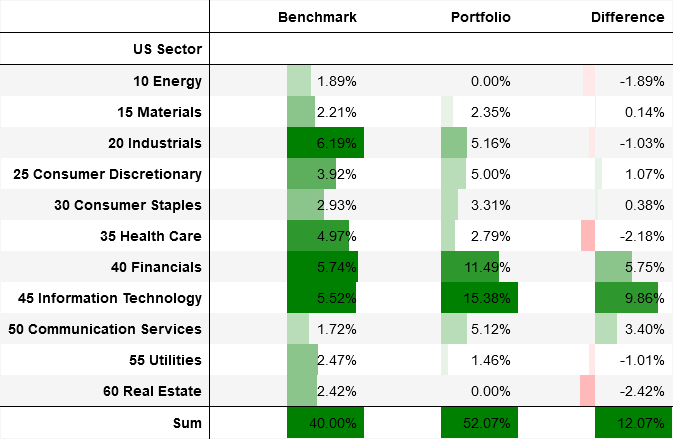 Benchmark Portfolio Difference
US Sector
10 Energy 1.89% 0.00% -1.89%
15 Materials 2.21% 2.35% 0.14%
20 Industrials 6.19% 5.16% -1.03%
25 Consumer Discretionary 3.92% 5.00% 1.07%
30 Consumer Staples 2.93% 3.31% 0.38%
35 Health Care 4.97% 2.79% -2.18%
40 Financials 5.74% 11.49% 5.75%
45 Information Technology 5.52% 15.38% 9.86%
50 Communication Services 1.72% 5.12% 3.40%
55 Utilities 2.47% 1.46% -1.01%
60 Real Estate 2.42% 0.00% -2.42%
Sum 40.00% 52.07% 12.07%